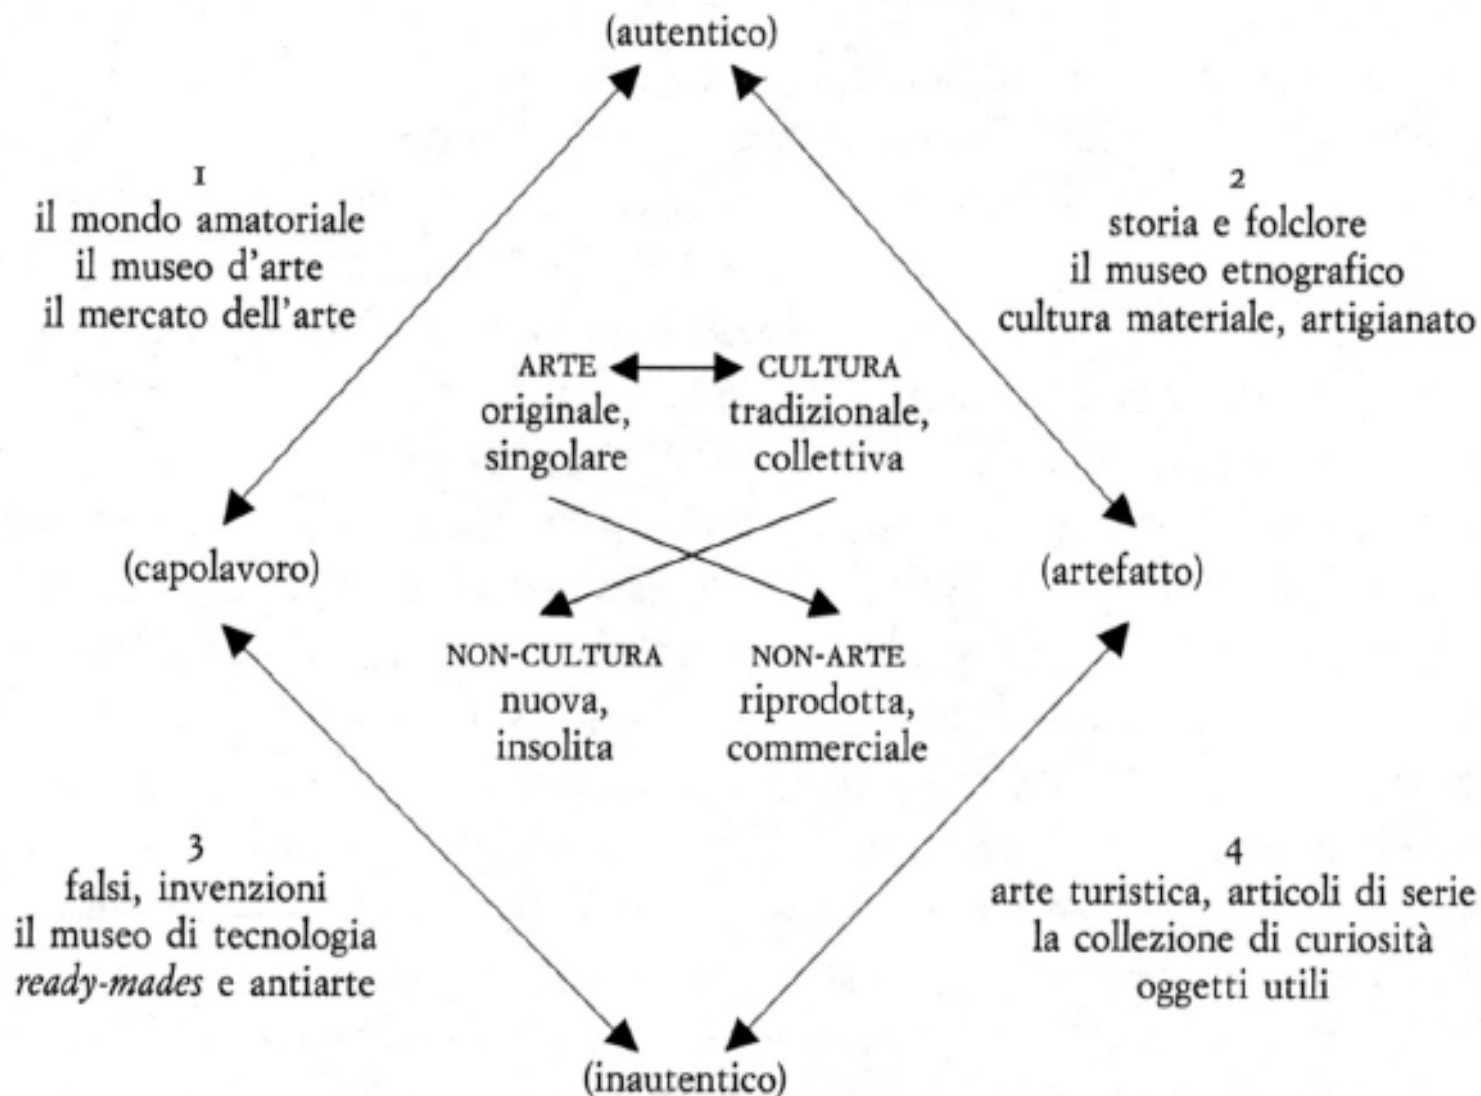 (autentico)
1
il mondo amatoriale
il museo d'arte
il mercato dell'arte
2
storia e folclore
il museo etnografico
cultura materiale, artigianato
ARTE
originale,
singolare
CULTURA
tradizionale,
collettiva
(capolavoro)
(artefatto)
NON-CULTURA
nuova,
insolita
NON-ARTE
riprodotta,
commerciale
3
falsi, invenzioni
il museo di tecnologia
ready-mades e antiarte
4
arte turistica, articoli di serie
la collezione di curiosità
oggetti utili
(inautentico)